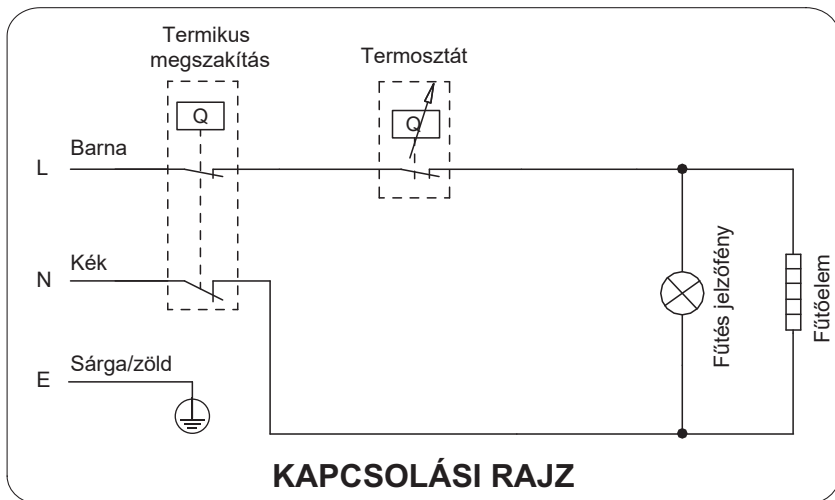 Termikus
megszakítás
Termosztát
Q
Q
L
Barna
N
Kék
E
Sárga/zöld
Fűtés jelzőfény
Fűtőelem
KAPCSOLÁSI RAJZ